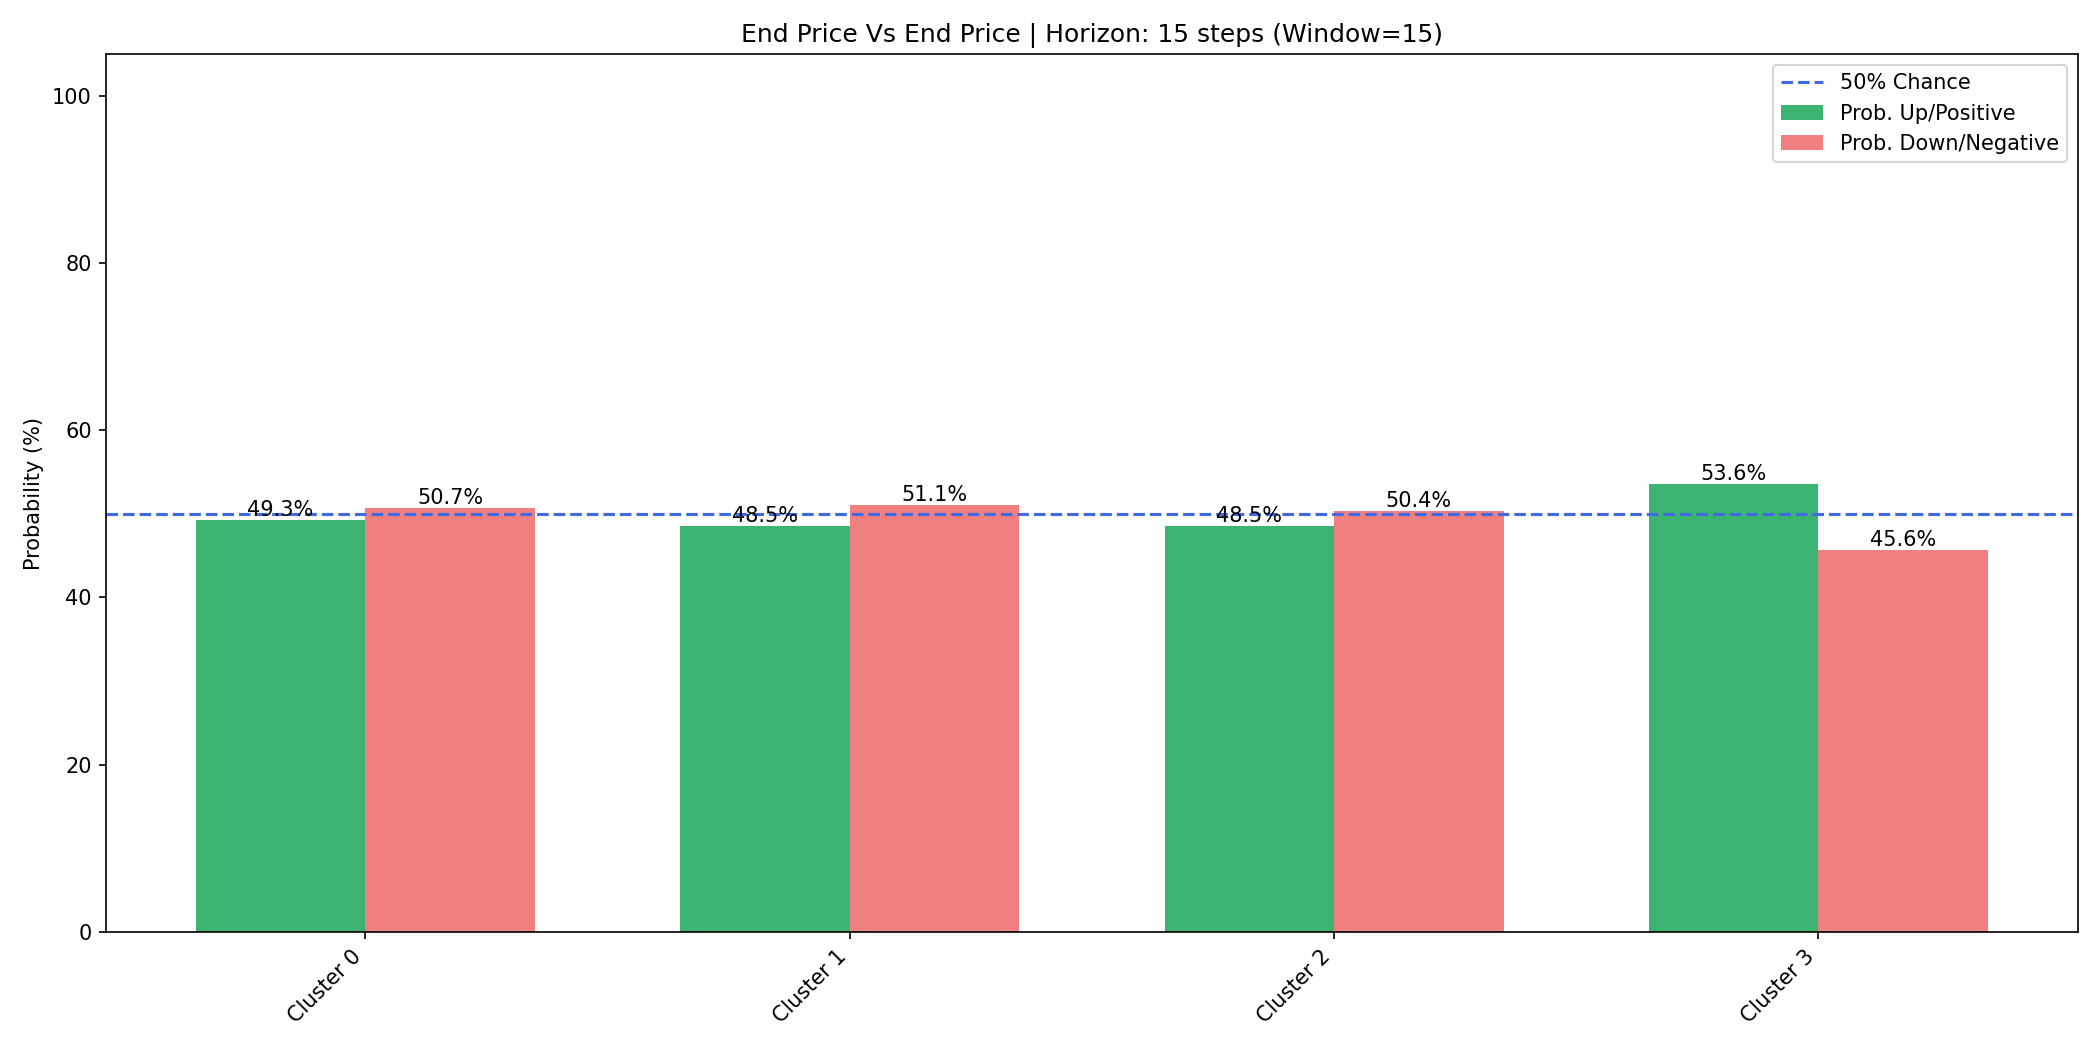 End Price Vs End Price | Horizon: 15 steps (Window=15)
50% Chance
Prob. Up/Positive
Prob. Down/Negative
Probability (%)
100
80
60
40
20
0
49.3%
50.7%
48.5%
51.1%
48.5%
50.4%
53.6%
45.6%
Cluster 0
Cluster 1
Cluster 2
Cluster 3